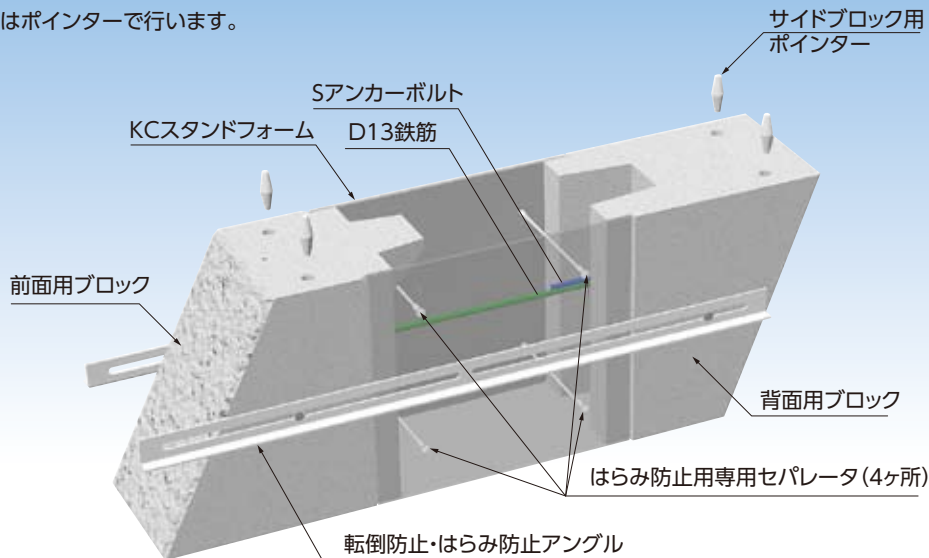 はポインターで行います。
サイドブロック用
ポインター
Sアンカーボルト
KCスタンドフォーム
D13鉄筋
前面用ブロック
背面用ブロック
はらみ防止用専用セパレータ(4ヶ所)
転倒防止・はらみ防止アングル